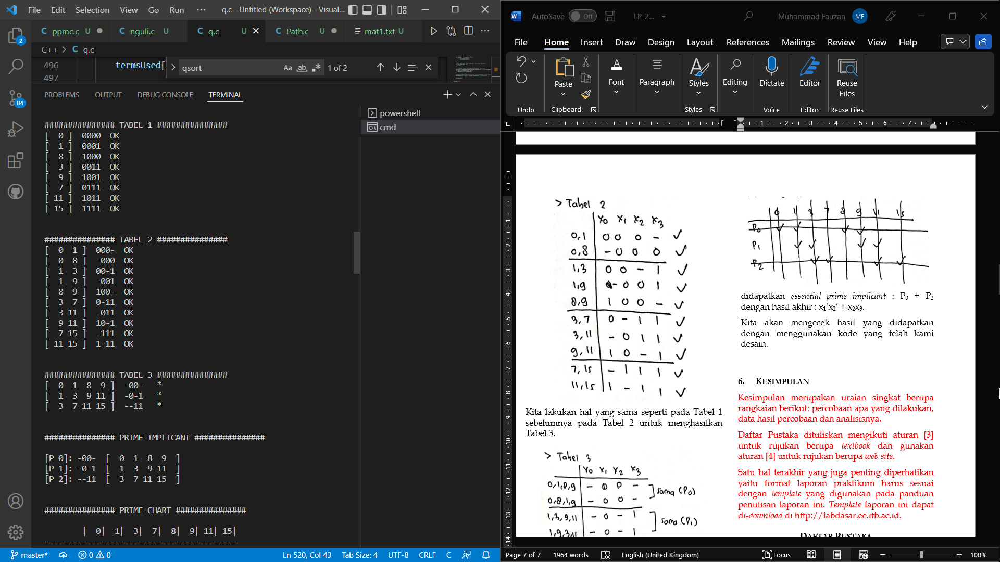 File Edit Selection View Go Run ··· q.c - Untitled (Workspace) - Visual...
ppmc.c U
nguli.c U
q.c U
Path.c U
mat1.txt U
C++ > q.c
496 termsUsed[
497
qsort
Aa ab 1 of 2
PROBLEMS OUTPUT DEBUG CONSOLE TERMINAL
powershell
cmd
############### TABEL 1 ###############
[ 0 ] 0000 OK
[ 1 ] 0001 OK
[ 8 ] 1000 OK
[ 3 ] 0011 OK
[ 9 ] 1001 OK
[ 7 ] 0111 OK
[ 11 ] 1011 OK
[ 15 ] 1111 OK
############### TABEL 2 ###############
[ 0 1 ] 000- OK
[ 0 8 ] -000 OK
[ 1 3 ] 00-1 OK
[ 1 9 ] -001 OK
[ 8 9 ] 100- OK
[ 3 7 ] 0-11 OK
[ 3 11 ] -011 OK
[ 9 11 ] 10-1 OK
[ 7 15 ] -111 OK
[ 11 15 ] 1-11 OK
############### TABEL 3 ###############
[ 0 1 8 9 ] -00- *
[ 1 3 9 11 ] -0-1 *
[ 3 7 11 15 ] --11 *
############### PRIME IMPLICANT ###############
[P 0]: -00- [ 0 1 8 9 ]
[P 1]: -0-1 [ 1 3 9 11 ]
[P 2]: --11 [ 3 7 11 15 ]
############### PRIME CHART ###############
| 0| 1| 3| 7| 8| 9| 11| 15|
-----------------------------------------
2
84
master* 0 0 Ln 520, Col 43 Tab Size: 4 UTF-8 CRLF C
AutoSave Off LP_2... Muhammad Fauzan MF
File Home Insert Draw Design Layout References Mailings Review View Help
Paste Font Paragraph Styles Editing Dictate Editor Reuse Files
Undo Clipboard Styles Voice Editor Reuse Files
1 2 3 4 5 6 7
1
2
3
4
5
6
7
8
9
10
11
12
13
14
> Tabel 2
x0 x1 x2 x3
0,1 0 0 0 - ✓
0,8 - 0 0 0 ✓
1,3 0 0 - 1 ✓
1,9 - 0 0 1 ✓
8,9 1 0 0 - ✓
3,7 0 - 1 1 ✓
3,11 - 0 1 1 ✓
9,11 1 0 - 1 ✓
7,15 - 1 1 1 ✓
11,15 1 - 1 1 ✓
Kita lakukan hal yang sama seperti pada Tabel 1
sebelumnya pada Tabel 2 untuk menghasilkan
Tabel 3.
> Tabel 3
x0 x1 x2 x3
0,1,8,9 - 0 0 - sama (P0)
0,8,1,9 - 0 0 -
1,3,9,11 - 0 - 1 sama (P1)
1,9,3,11 - 0 - 1
0 1 3 7 8 9 11 15
P0 ✓ ✓ ✓ ✓
P1 ✓ ✓ ✓ ✓
P2 ✓ ✓ ✓ ✓
didapatkan essential prime implicant : P0 + P2
dengan hasil akhir : x1‘x2‘ + x2x3.
Kita akan mengecek hasil yang didapatkan
dengan menggunakan kode yang telah kami
desain.
6. KESIMPULAN
Kesimpulan merupakan uraian singkat berupa
rangkaian berikut: percobaan apa yang dilakukan,
data hasil percobaan dan analisisnya.
Daftar Pustaka dituliskan mengikuti aturan [3]
untuk rujukan berupa textbook dan gunakan
aturan [4] untuk rujukan berupa web site.
Satu hal terakhir yang juga penting diperhatikan
yaitu format laporan praktikum harus sesuai
dengan template yang digunakan pada panduan
penulisan laporan ini. Template laporan ini dapat
di-download di http://labdasar.ee.itb.ac.id.
DAFTAR PUSTAKA
Page 7 of 7 1964 words English (United Kingdom) Focus 100%